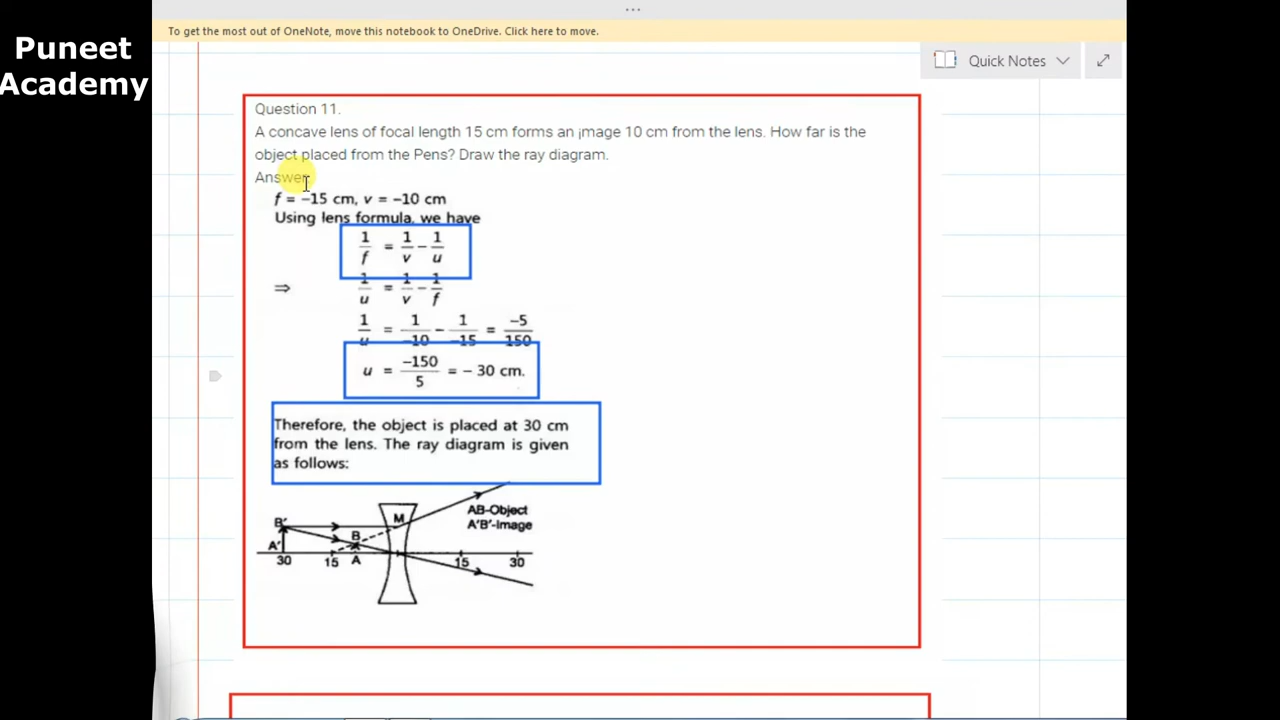 Puneet
Academy
To get the most out of OneNote, move this notebook to OneDrive. Click here to move.
Quick Notes
Question 11.
A concave lens of focal length 15 cm forms an image 10 cm from the lens. How far is the
object placed from the Pens? Draw the ray diagram.
Answer
f = −15 cm, v = −10 cm
Using lens formula, we have
1/f = 1/v − 1/u
⇒ 1/u = 1/v − 1/f
1/u = 1/−10 − 1/−15 = −5/150
u = −150/5 = − 30 cm.
Therefore, the object is placed at 30 cm
from the lens. The ray diagram is given
as follows:
AB-Object
A'B'-Image
B' M B
A' 30 15 A 15 30